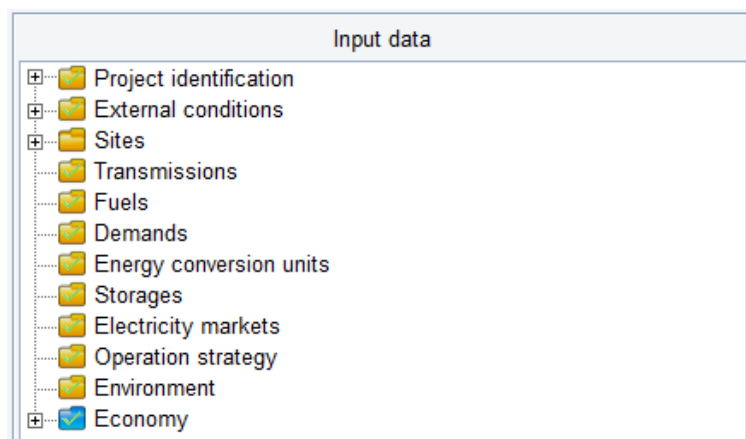 Input data
Project identification
External conditions
Sites
Transmissions
Fuels
Demands
Energy conversion units
Storages
Electricity markets
Operation strategy
Environment
Economy